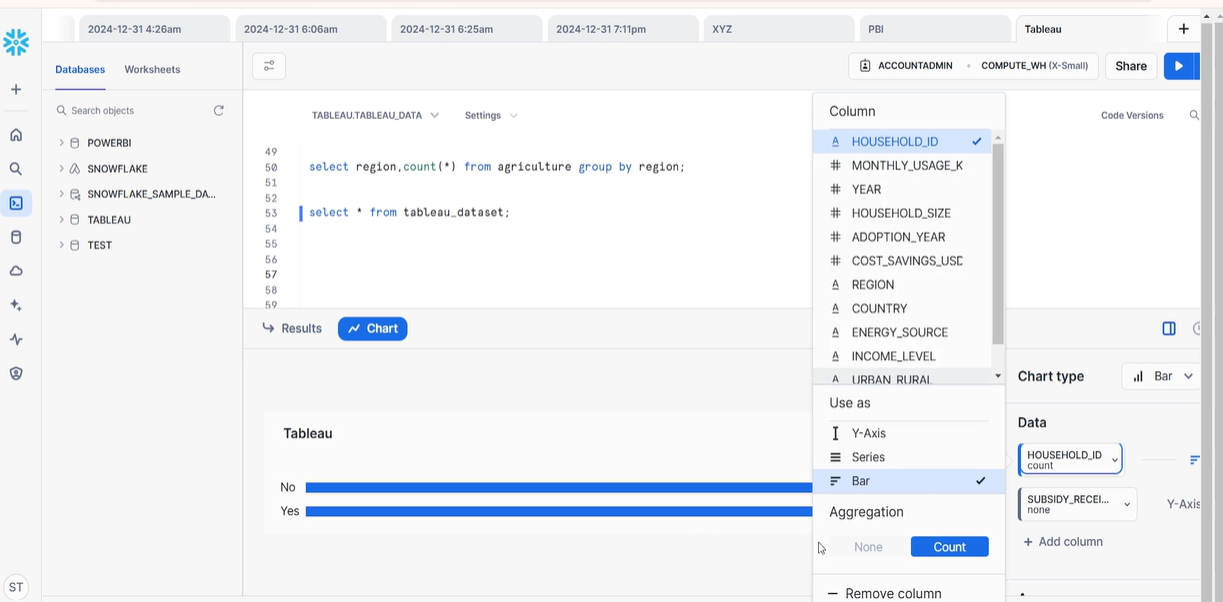 2024-12-31 4:26am
2024-12-31 6:06am
2024-12-31 6:25am
2024-12-31 7:11pm
XYZ
PBI
Tableau
Databases
Worksheets
ACCOUNTADMIN
COMPUTE_WH (X-Small)
Share
Search objects
POWERBI
SNOWFLAKE
SNOWFLAKE_SAMPLE_DA...
TABLEAU
TEST
ST
TABLEAU.TABLEAU_DATA
Settings
Code Versions
49
50 select region,count(*) from agriculture group by region;
51
52
53 select * from tableau_dataset;
54
55
56
57
58
59
Results
Chart
Tableau
No
Yes
Column
HOUSEHOLD_ID
MONTHLY_USAGE_K
YEAR
HOUSEHOLD_SIZE
ADOPTION_YEAR
COST_SAVINGS_USD
REGION
COUNTRY
ENERGY_SOURCE
INCOME_LEVEL
URBAN_RURAL
Use as
Y-Axis
Series
Bar
Aggregation
None
Count
Remove column
Chart type
Bar
Data
HOUSEHOLD_ID
count
SUBSIDY_RECEI...
none
Y-Axis
Add column